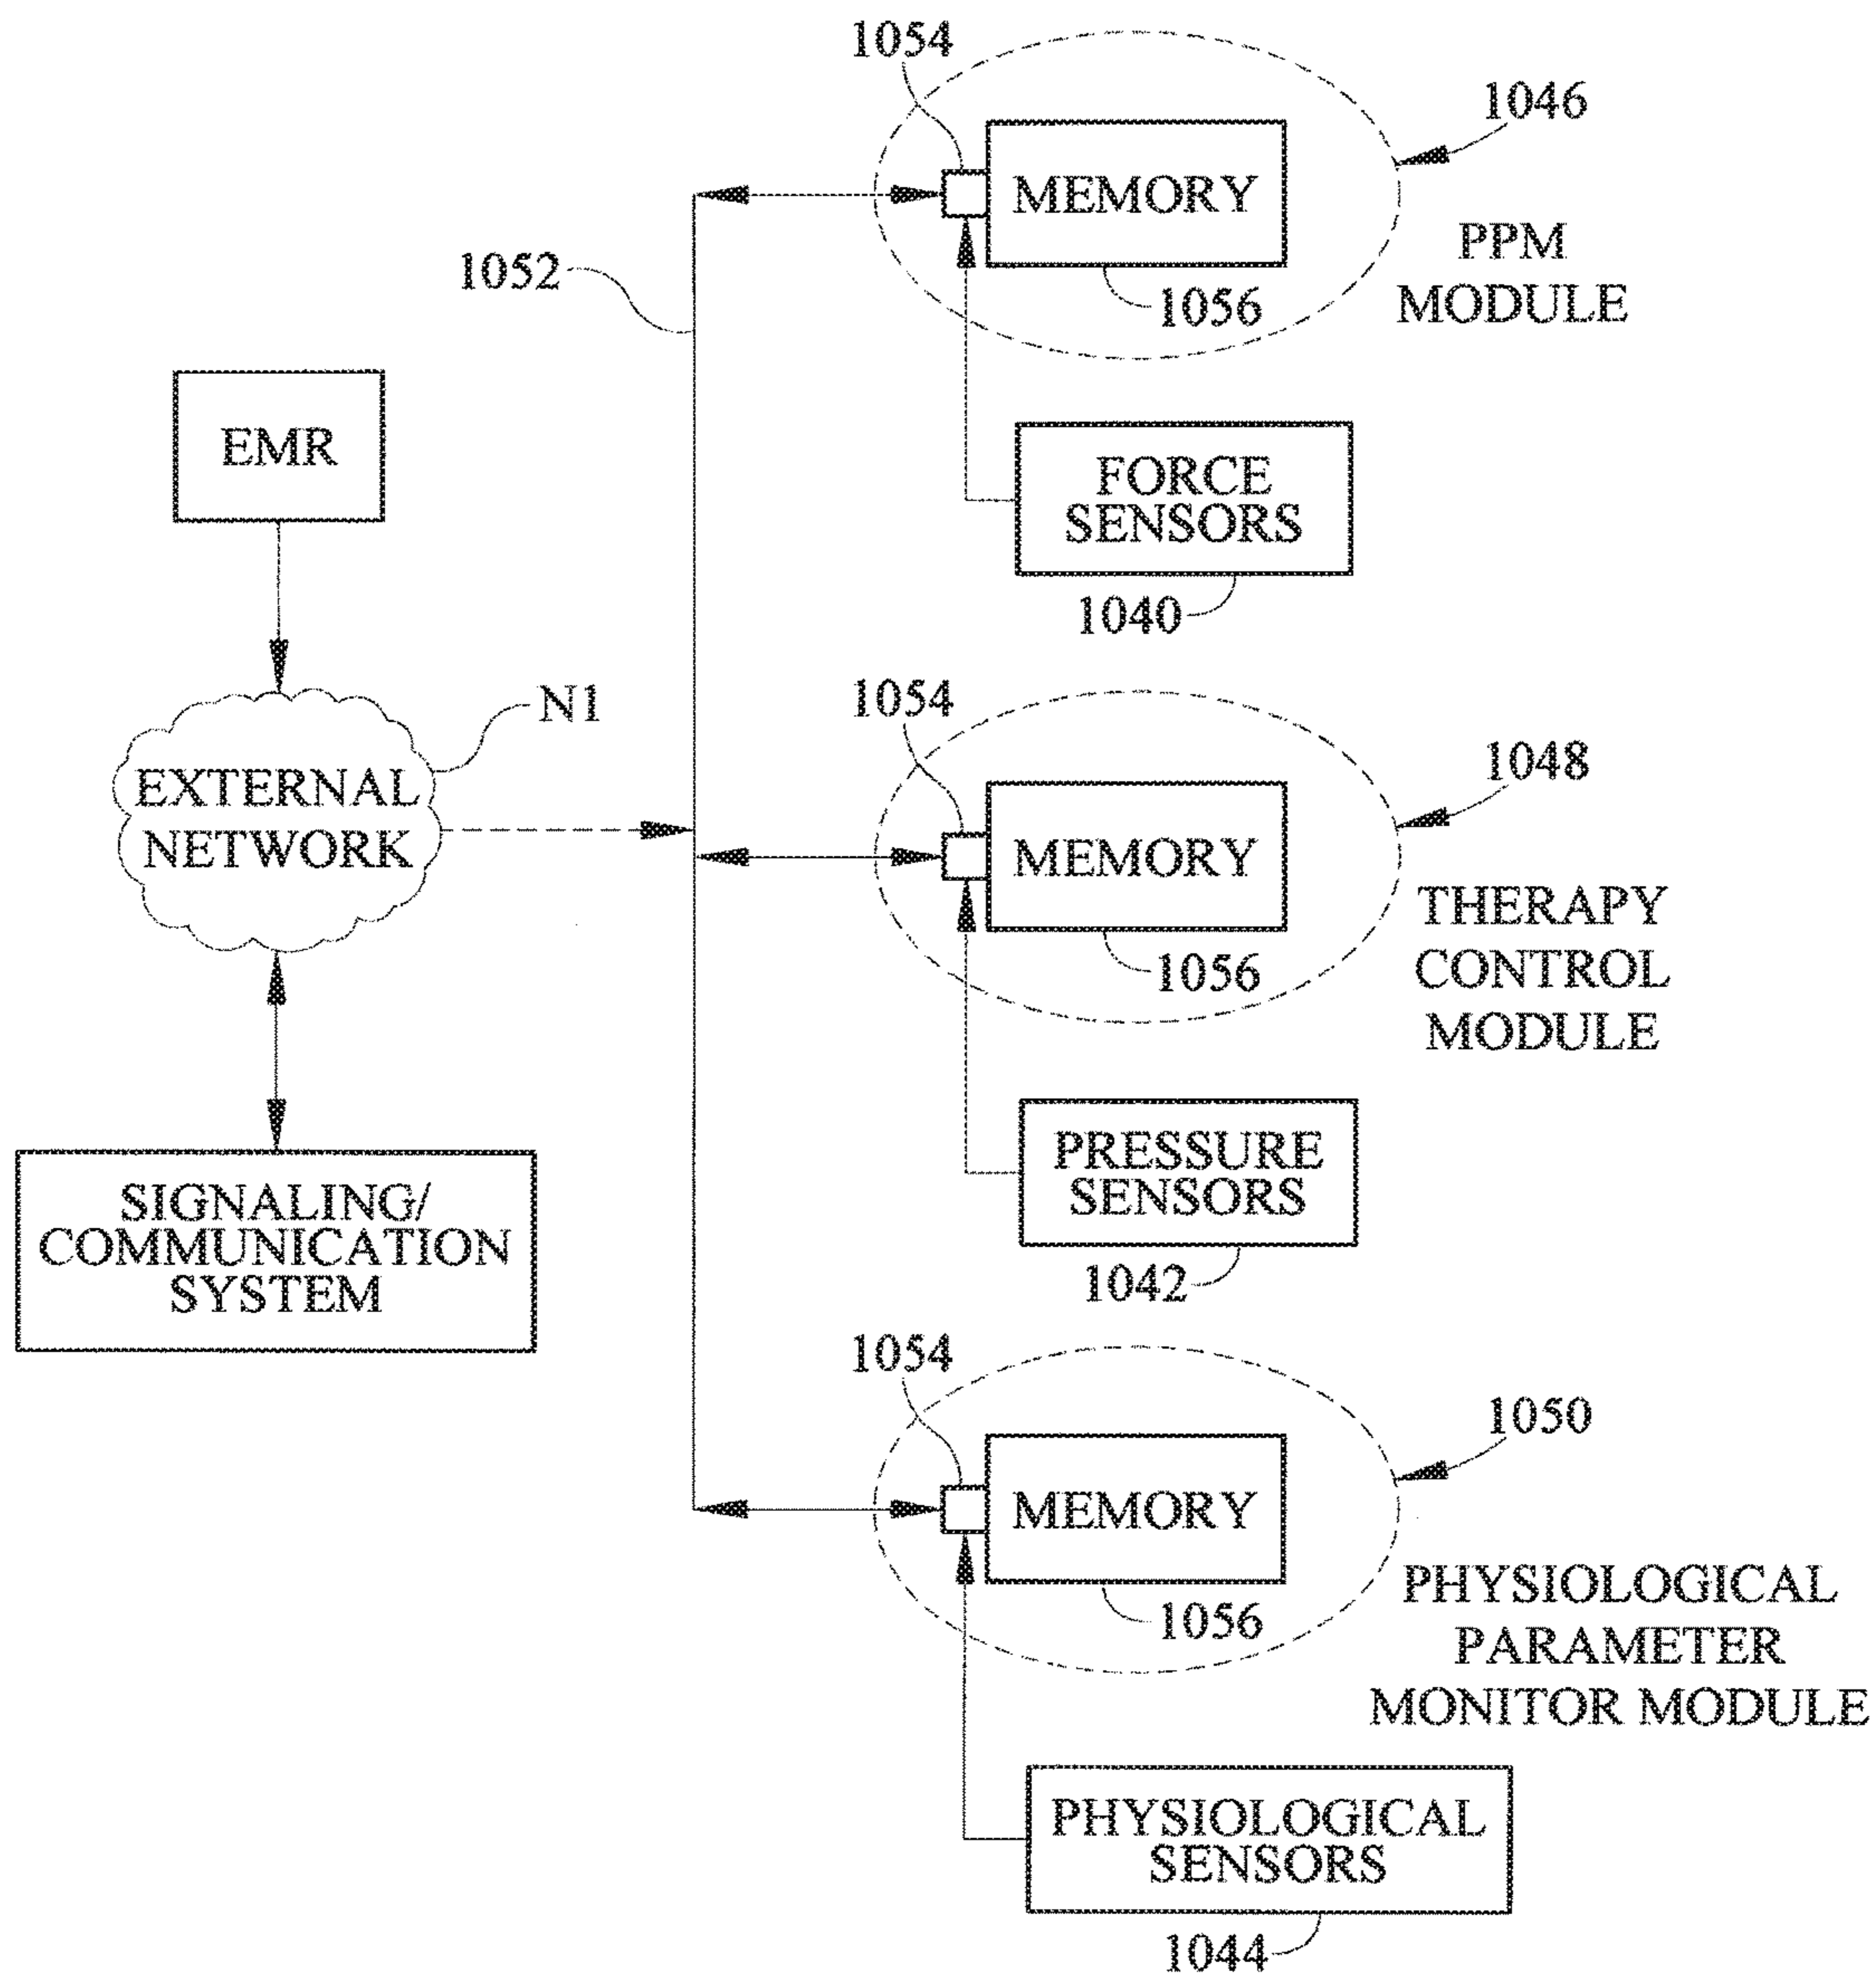 1054
1046
MEMORY
PPM
MODULE
1052
1056
EMR
FORCE
SENSORS
1040
N1
1054
EXTERNAL
NETWORK
1048
MEMORY
THERAPY
CONTROL
MODULE
1056
PRESSURE
SENSORS
SIGNALING/
COMMUNICATION
SYSTEM
1042
1054
1050
MEMORY
PHYSIOLOGICAL
PARAMETER
MONITOR MODULE
1056
PHYSIOLOGICAL
SENSORS
1044